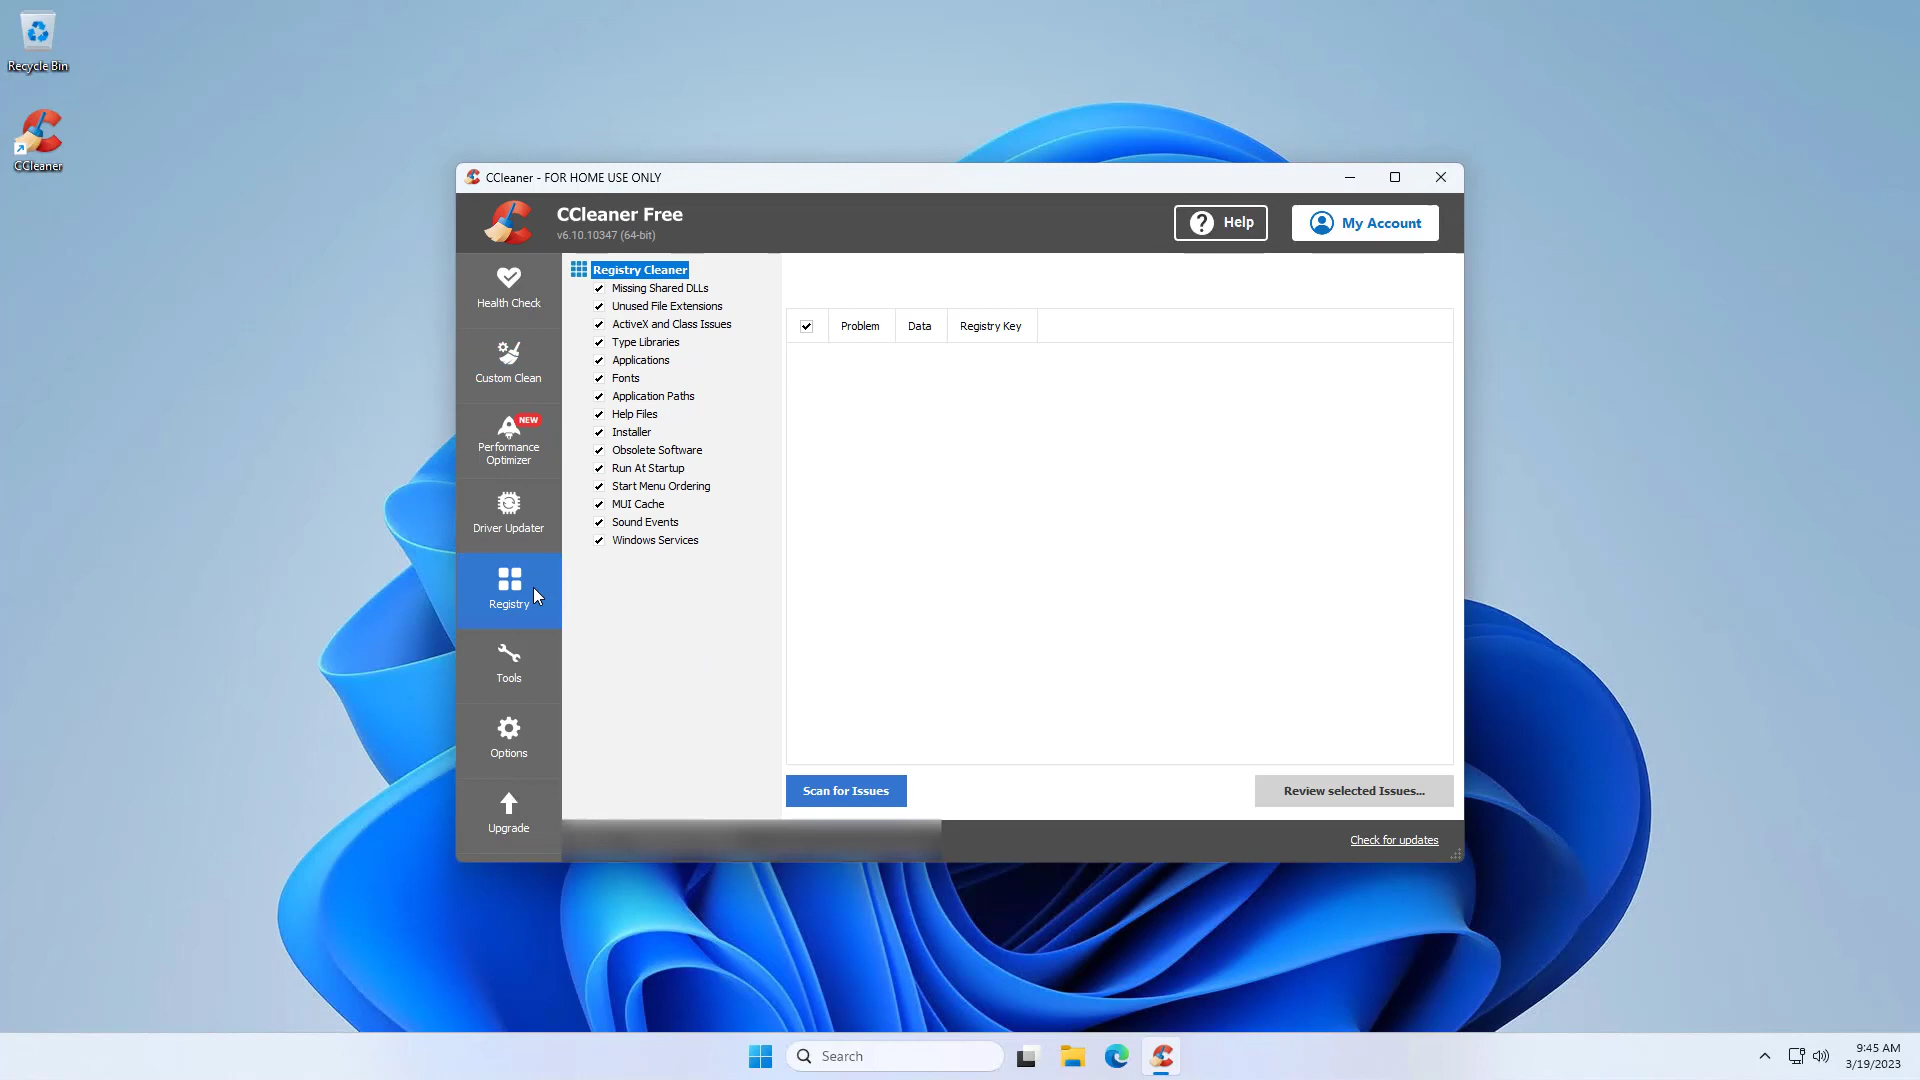 Recycle Bin
CCleaner
CCleaner - FOR HOME USE ONLY
CCleaner Free
v6.10.10347 (64-bit)
? Help
My Account
Health Check
Custom Clean
NEW
Performance
Optimizer
Driver Updater
Registry
Tools
Options
Upgrade
Registry Cleaner
Missing Shared DLLs
Unused File Extensions
ActiveX and Class Issues
Type Libraries
Applications
Fonts
Application Paths
Help Files
Installer
Obsolete Software
Run At Startup
Start Menu Ordering
MUI Cache
Sound Events
Windows Services
Problem Data Registry Key
Scan for Issues
Review selected Issues...
Check for updates
Search
9:45 AM
3/19/2023